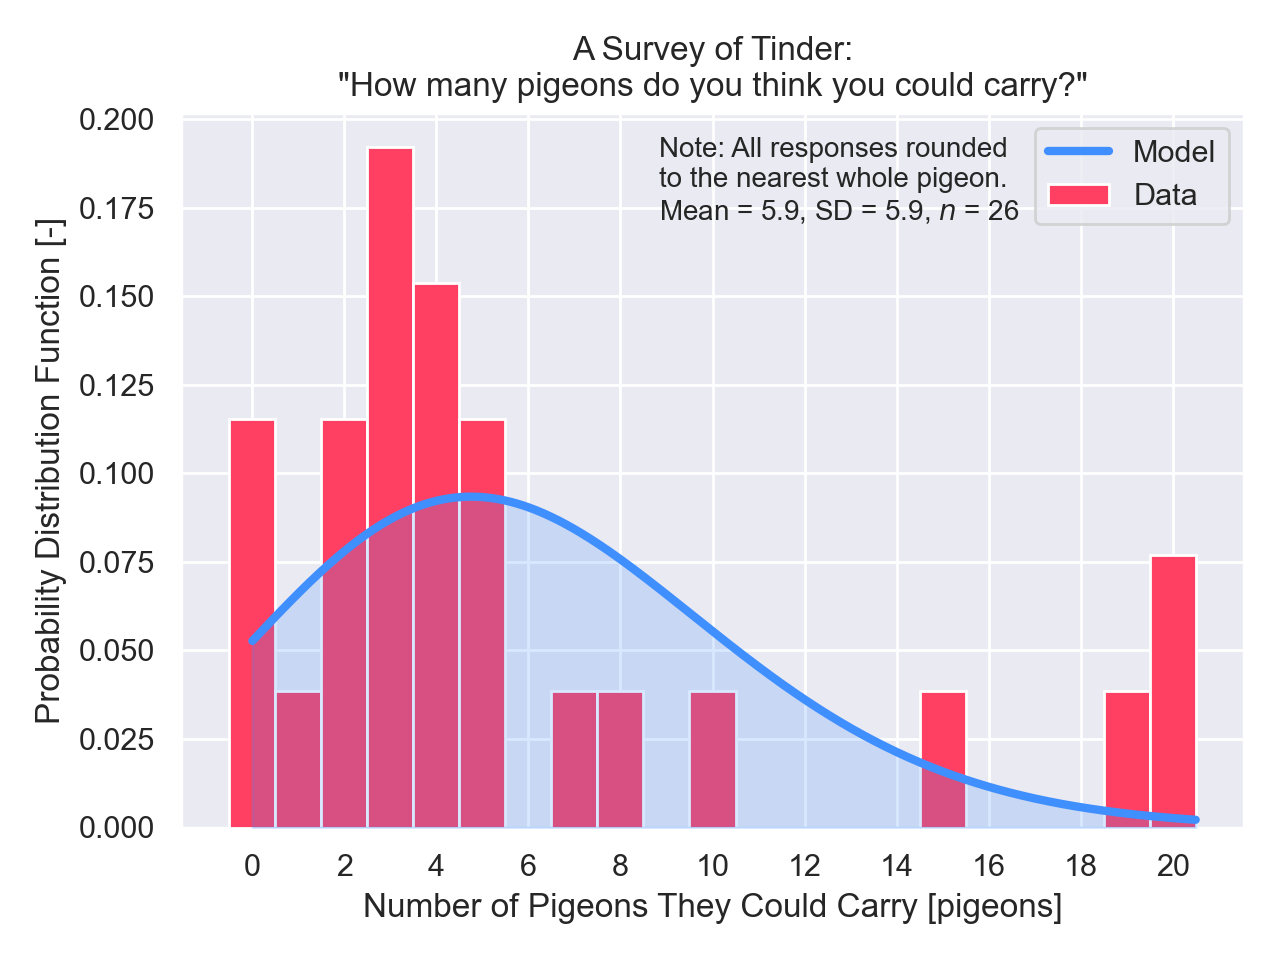 A Survey of Tinder:
"How many pigeons do you think you could carry?"
Note: All responses rounded
to the nearest whole pigeon.
Mean = 5.9, SD = 5.9, n = 26
Model
Data
Probability Distribution Function [-]
0.200
0.175
0.150
0.125
0.100
0.075
0.050
0.025
0.000
0 2 4 6 8 10 12 14 16 18 20
Number of Pigeons They Could Carry [pigeons]